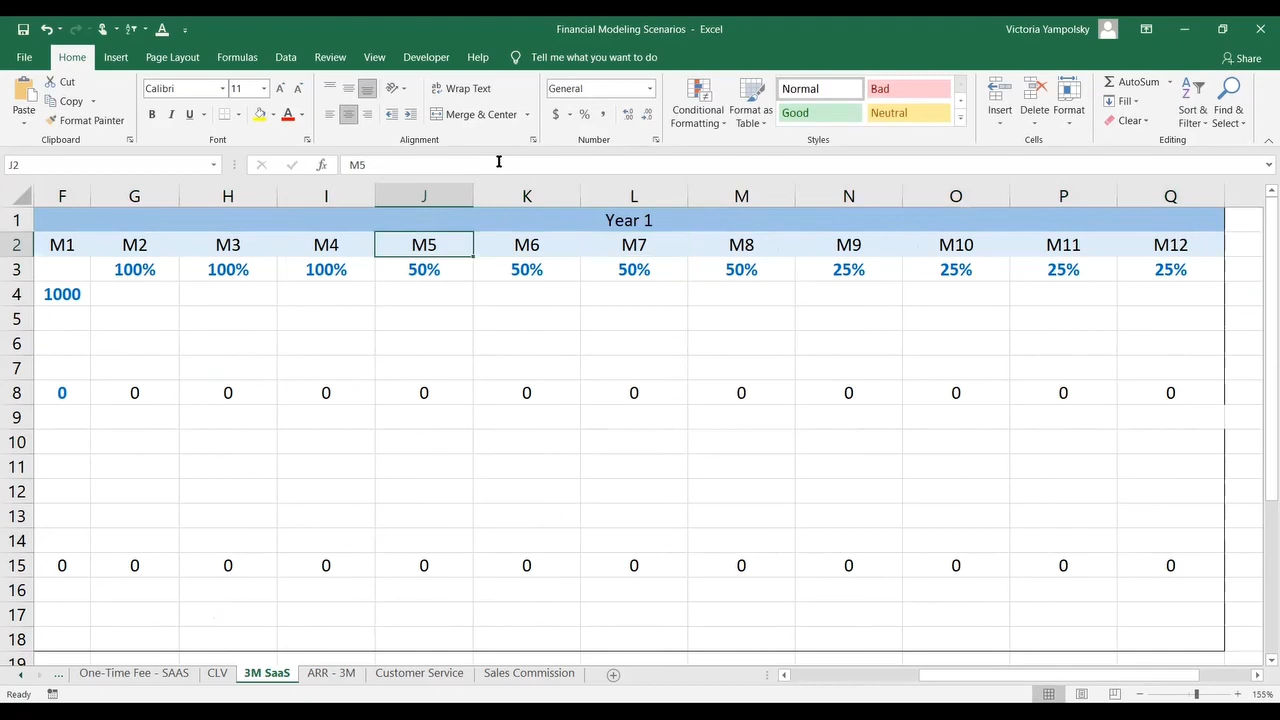 Financial Modeling Scenarios - Excel
Victoria Yampolsky
File Home Insert Page Layout Formulas Data Review View Developer Help Tell me what you want to do Share
Paste Cut Copy Format Painter Clipboard
Calibri 11 A A B I U A Font
Wrap Text Merge & Center Alignment
General $ % , Number
Conditional Formatting Format as Table Normal Bad Good Neutral Styles
Insert Delete Format Cells
AutoSum Fill Clear Sort & Filter Find & Select Editing
J2 fx M5
F G H I J K L M N O P Q
1 Year 1
2 M1 M2 M3 M4 M5 M6 M7 M8 M9 M10 M11 M12
3 100% 100% 100% 50% 50% 50% 50% 25% 25% 25% 25%
4 1000
5
6
7
8 0 0 0 0 0 0 0 0 0 0 0 0
9
10
11
12
13
14
15 0 0 0 0 0 0 0 0 0 0 0 0
16
17
18
19
... One-Time Fee - SAAS CLV 3M SaaS ARR - 3M Customer Service Sales Commission
Ready 155%